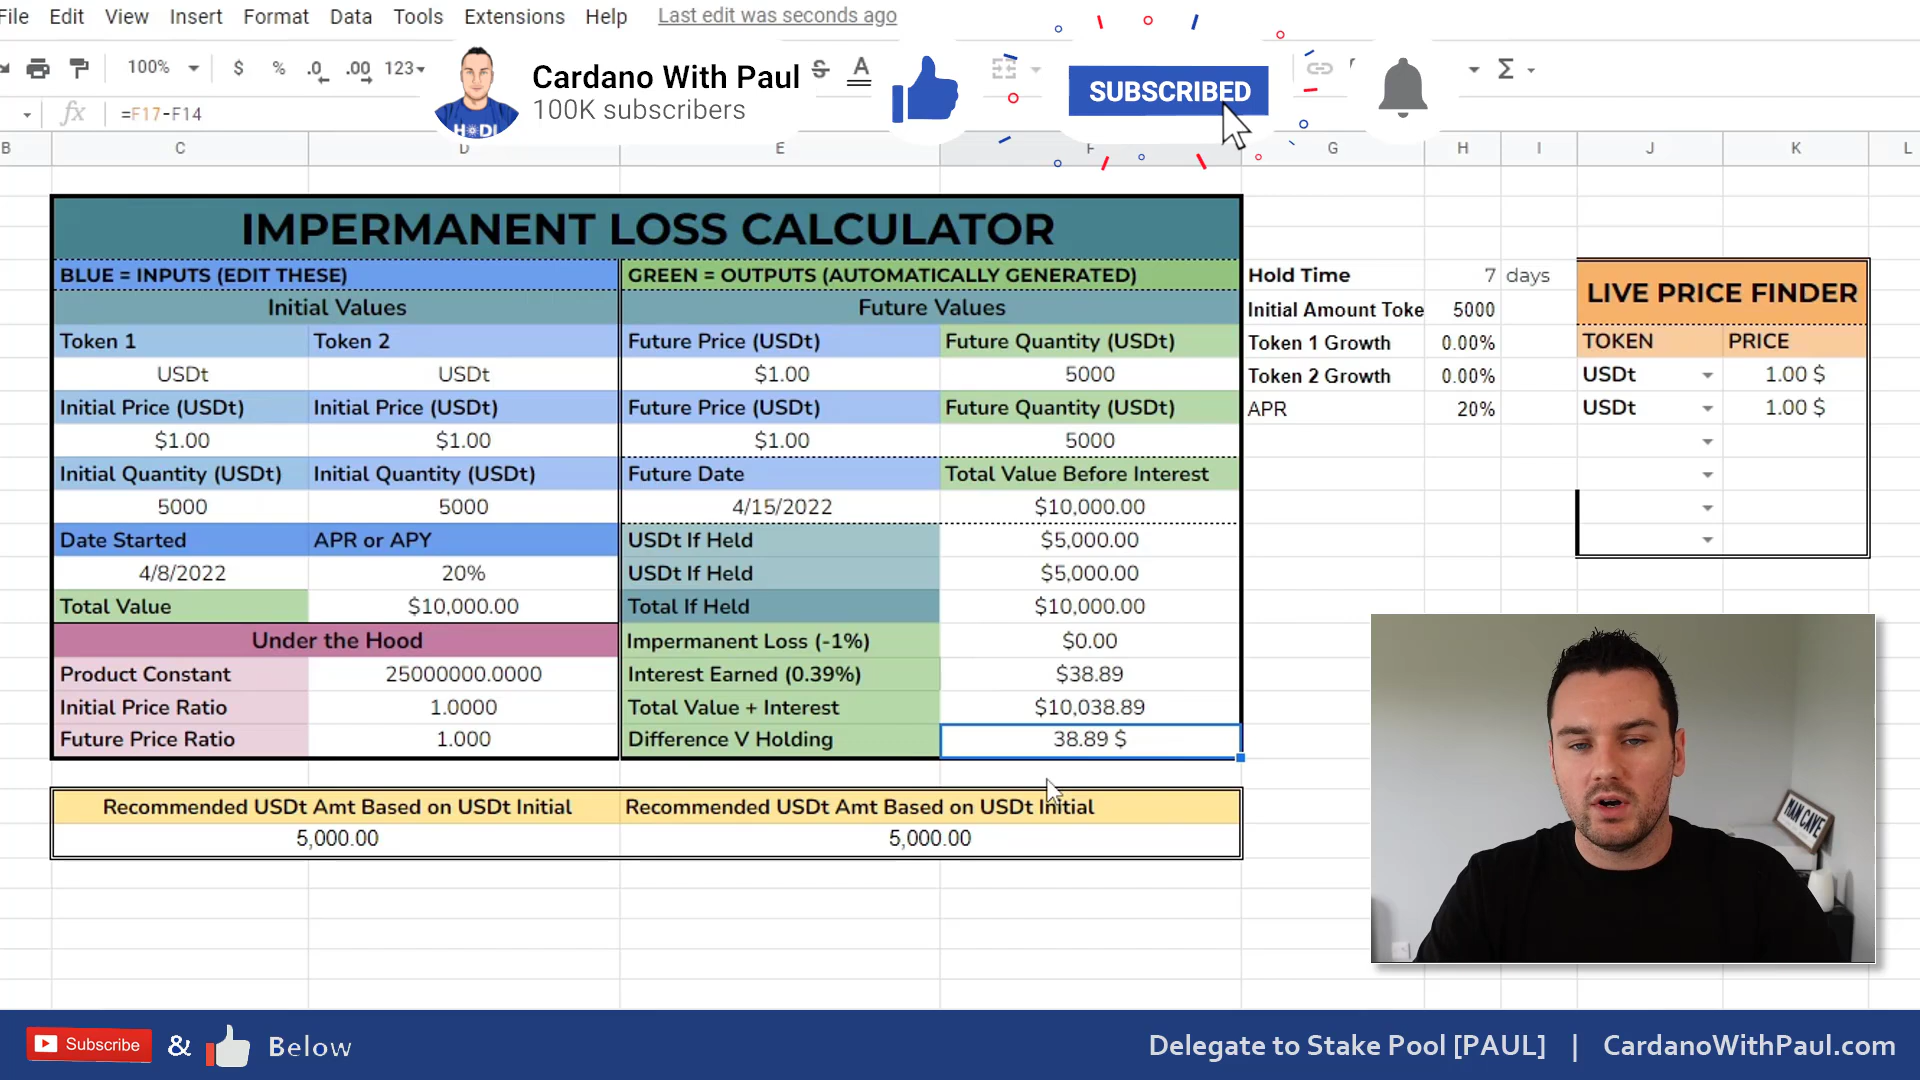 File Edit View Insert Format Data Tools Extensions Help Last edit was seconds ago
100% $ % .0 .00 123 Cardano With Paul S A SUBSCRIBED Σ
100K subscribers
HODL
fx =F17-F14
B C D E F G H I J K L
IMPERMANENT LOSS CALCULATOR
BLUE = INPUTS (EDIT THESE) GREEN = OUTPUTS (AUTOMATICALLY GENERATED) Hold Time 7 days LIVE PRICE FINDER
Initial Values Future Values Initial Amount Toke 5000
Token 1 Token 2 Future Price (USDt) Future Quantity (USDt) Token 1 Growth 0.00% TOKEN PRICE
USDt USDt $1.00 5000 Token 2 Growth 0.00% USDt 1.00 $
Initial Price (USDt) Initial Price (USDt) Future Price (USDt) Future Quantity (USDt) APR 20% USDt 1.00 $
$1.00 $1.00 $1.00 5000
Initial Quantity (USDt) Initial Quantity (USDt) Future Date Total Value Before Interest
5000 5000 4/15/2022 $10,000.00
Date Started APR or APY USDt If Held $5,000.00
4/8/2022 20% USDt If Held $5,000.00
Total Value $10,000.00 Total If Held $10,000.00
Under the Hood Impermanent Loss (-1%) $0.00
Product Constant 25000000.0000 Interest Earned (0.39%) $38.89
Initial Price Ratio 1.0000 Total Value + Interest $10,038.89
Future Price Ratio 1.000 Difference V Holding 38.89 $
Recommended USDt Amt Based on USDt Initial Recommended USDt Amt Based on USDt Initial
5,000.00 5,000.00
MAN CAVE
Subscribe & Below Delegate to Stake Pool [PAUL] | CardanoWithPaul.com